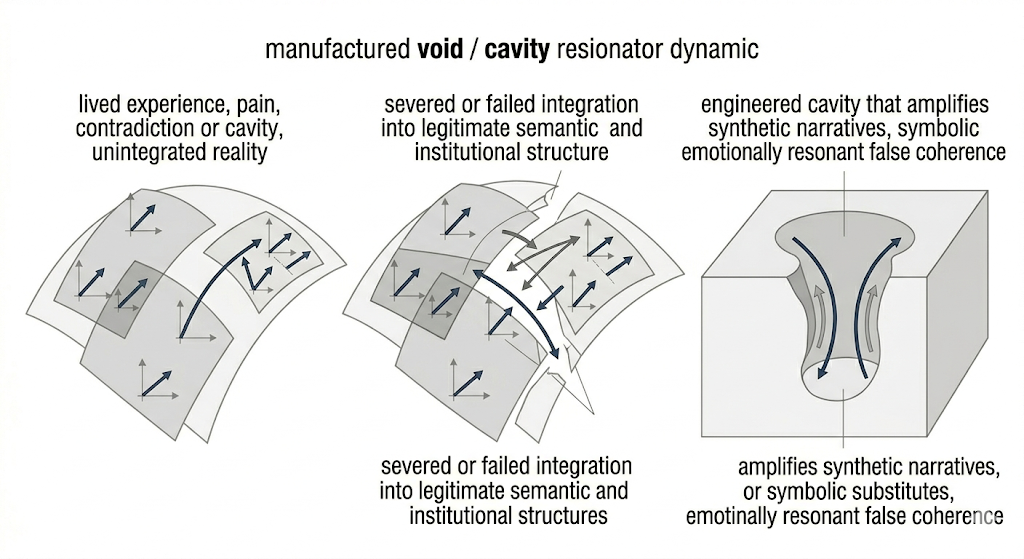 manufactured void / cavity resionator dynamic
lived experience, pain,
contradiction or cavity,
unintegrated reality
severed or failed integration
into legitimate semantic and
institutional structure
engineered cavity that amplifies
synthetic narratives, symbolic
emotionally resonant false coherence
severed or failed integration
into legitimate semantic and
institutional structures
amplifies synthetic narratives,
or symbolic substitutes,
emotinally resonant false coherence